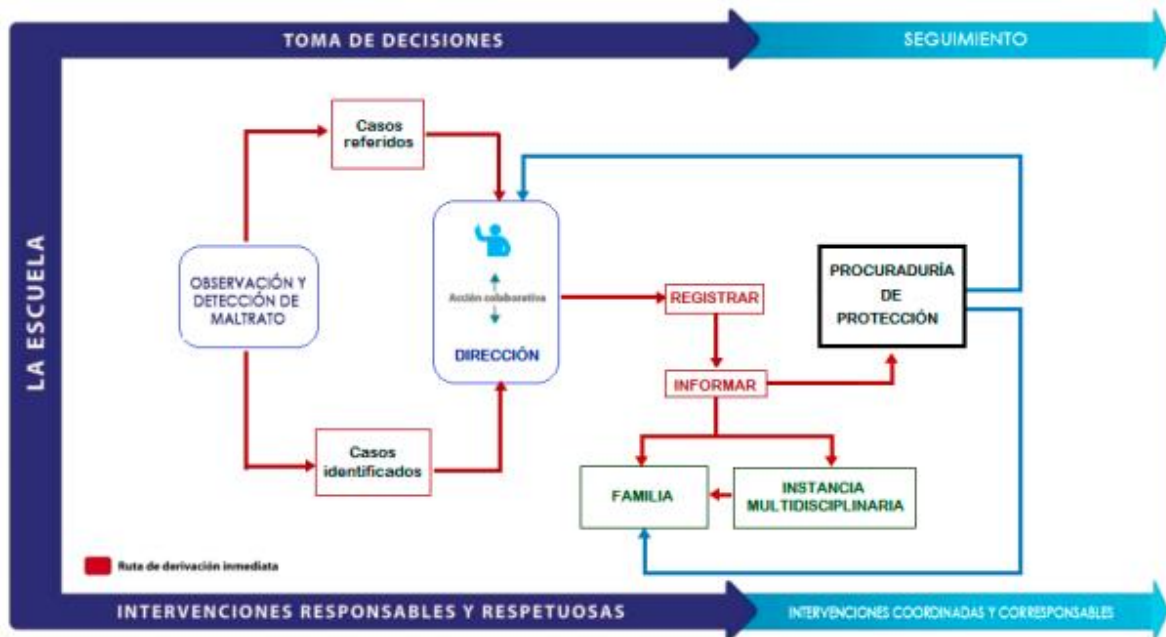 TOMA DE DECISIONES
SEGUIMIENTO
LA ESCUELA
Casos
referidos
OBSERVACIÓN Y
DETECCIÓN DE
MALTRATO
Acción colaborativa
DIRECCIÓN
REGISTRAR
PROCURADURÍA
DE
PROTECCIÓN
INFORMAR
Casos
identificados
FAMILIA
INSTANCIA
MULTIDISCIPLINARIA
Ruta de derivación inmediata
INTERVENCIONES RESPONSABLES Y RESPETUOSAS
INTERVENCIONES COORDINADAS Y CORRESPONSABLES